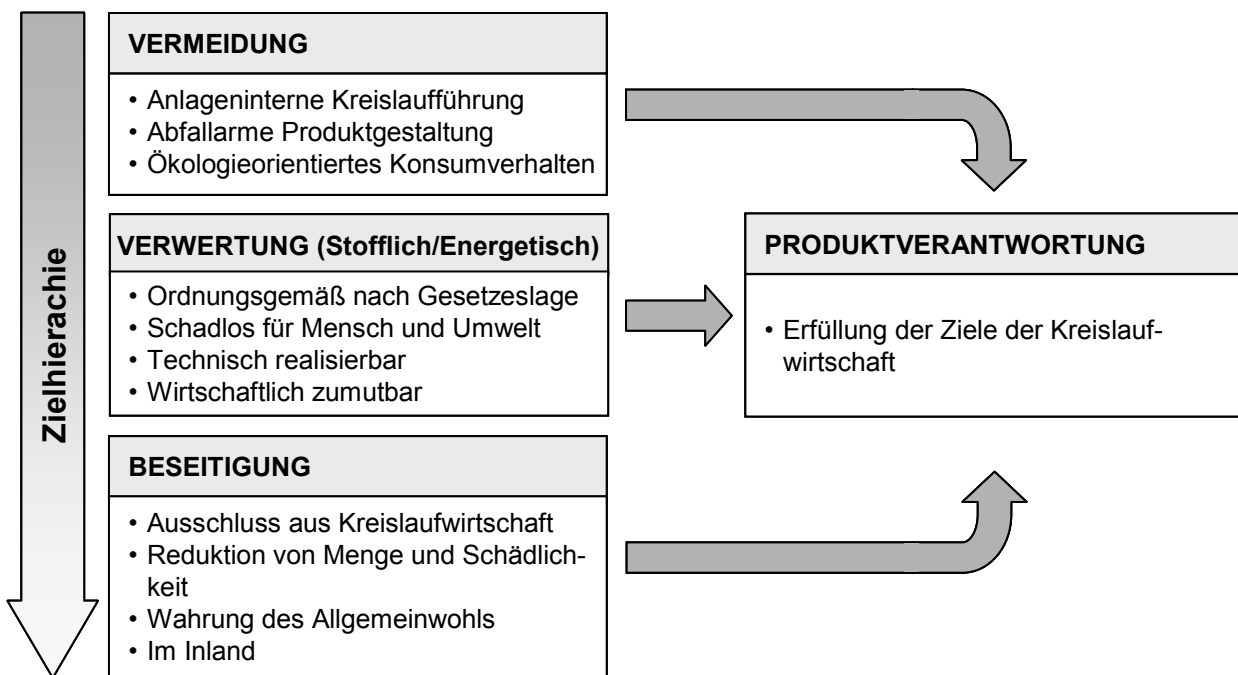 Zielhierachie
VERMEIDUNG
• Anlageninterne Kreislaufführung
• Abfallarme Produktgestaltung
• Ökologieorientiertes Konsumverhalten
VERWERTUNG (Stofflich/Energetisch)
• Ordnungsgemäß nach Gesetzeslage
• Schadlos für Mensch und Umwelt
• Technisch realisierbar
• Wirtschaftlich zumutbar
BESEITIGUNG
• Ausschluss aus Kreislaufwirtschaft
• Reduktion von Menge und Schädlich-
keit
• Wahrung des Allgemeinwohls
• Im Inland
PRODUKTVERANTWORTUNG
• Erfüllung der Ziele der Kreislauf-
wirtschaft